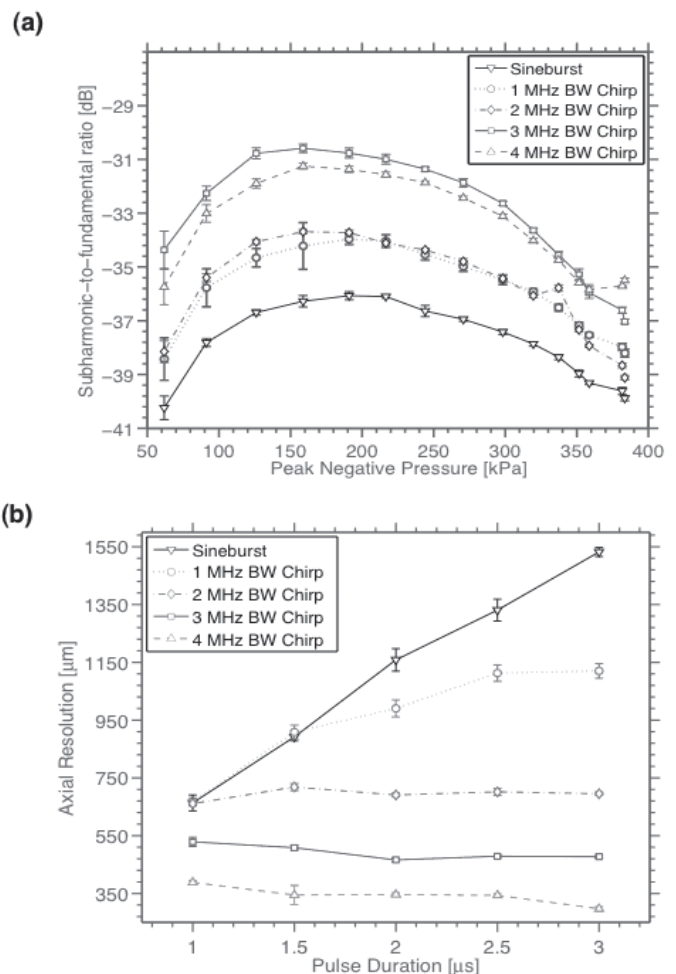 (a)
Subharmonic-to-fundamental ratio [dB]
-29
-31
-33
-35
-37
-39
-41
Sineburst
1 MHz BW Chirp
2 MHz BW Chirp
3 MHz BW Chirp
4 MHz BW Chirp
50 100 150 200 250 300 350 400
Peak Negative Pressure [kPa]
(b)
Axial Resolution [µm]
1550
1350
1150
950
750
550
350
Sineburst
1 MHz BW Chirp
2 MHz BW Chirp
3 MHz BW Chirp
4 MHz BW Chirp
1 1.5 2 2.5 3
Pulse Duration [µs]